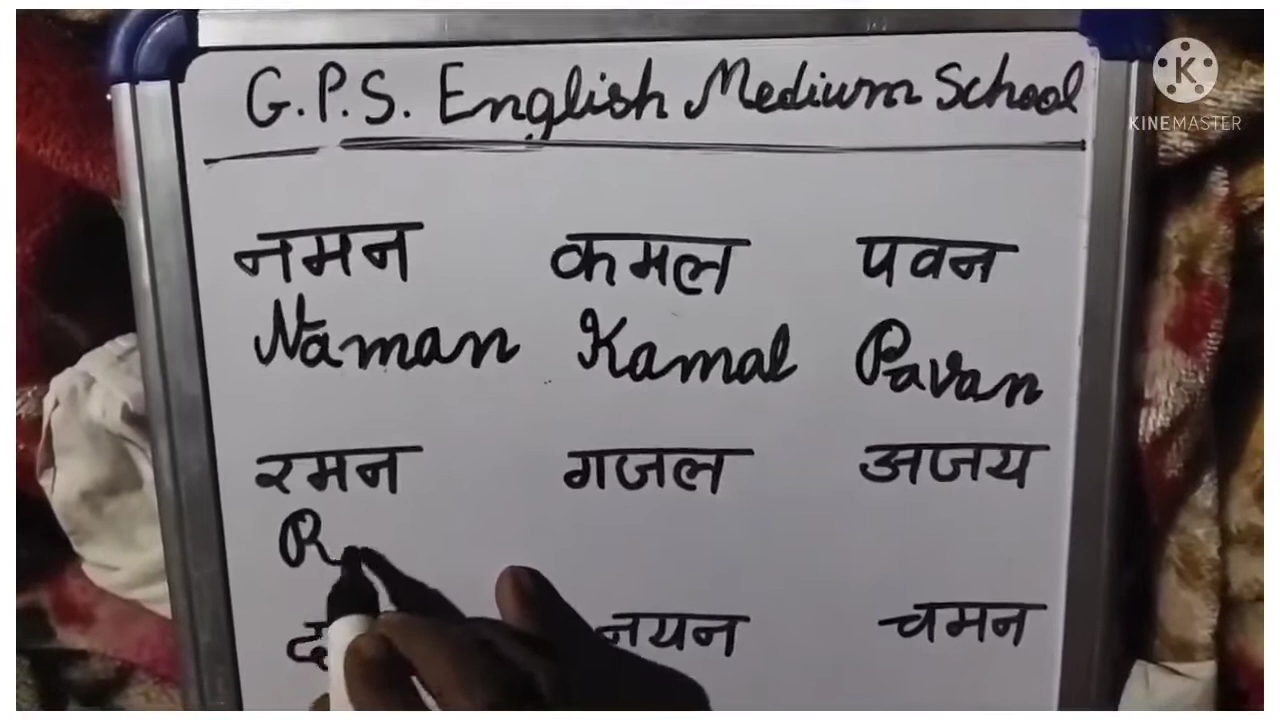 G.P.S. English Medium School
K
KINEMASTER
नमन कमल पवन
Naman Kamal Pavan
रमन गजल अजय
R
नयन चमन